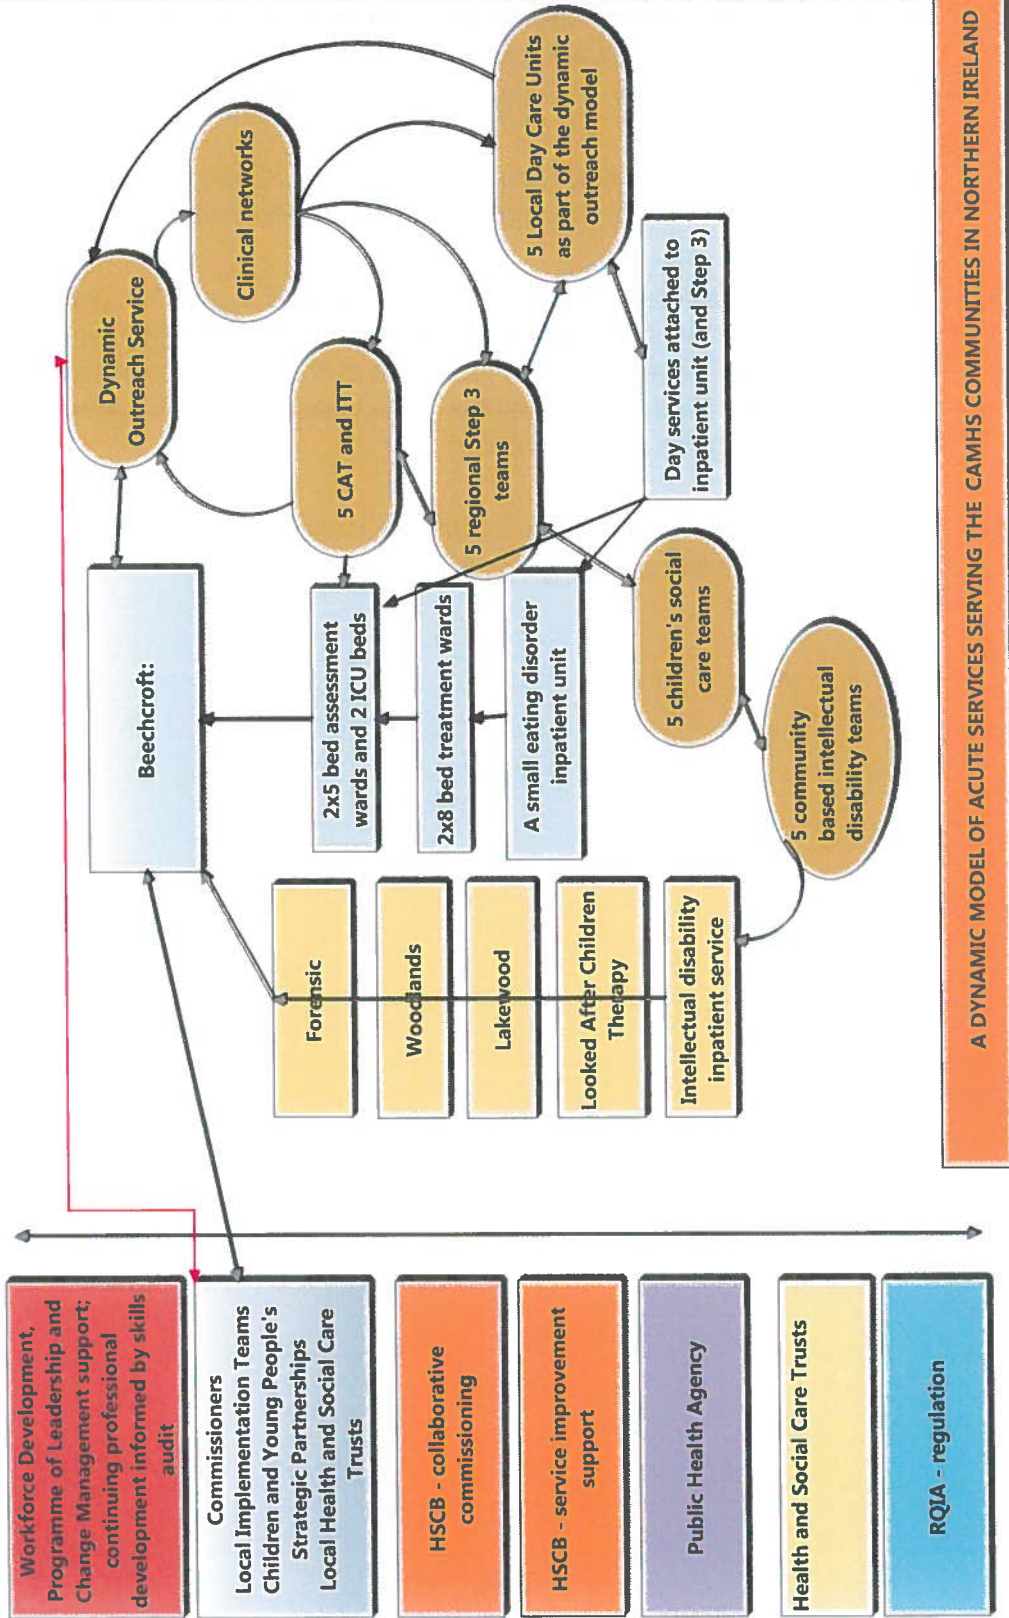 Workforce Development,
Programme of Leadership and
Change Management support;
continuing professional
development informed by skills
audit
Commissioners
Local Implementation Teams
Children and Young People's
Strategic Partnerships
Local Health and Social Care
Trusts
HSCB - collaborative
commissioning
HSCB - service improvement
support
Public Health Agency
Health and Social Care Trusts
RQIA - regulation
Beechcroft:
Forensic
Woodlands
Lakewood
Looked After Children
Therapy
Intellectual disability
inpatient service
2x5 bed assessment
wards and 2 ICU beds
2x8 bed treatment wards
A small eating disorder
inpatient unit
Dynamic
Outreach Service
Clinical networks
5 CAT and ITT
5 regional Step 3
teams
5 Local Day Care Units
as part of the dynamic
outreach model
Day services attached to
inpatient unit (and Step 3)
5 children's social
care teams
5 community
based intellectual
disability teams
A DYNAMIC MODEL OF ACUTE SERVICES SERVING THE CAMHS COMMUNITIES IN NORTHERN IRELAND